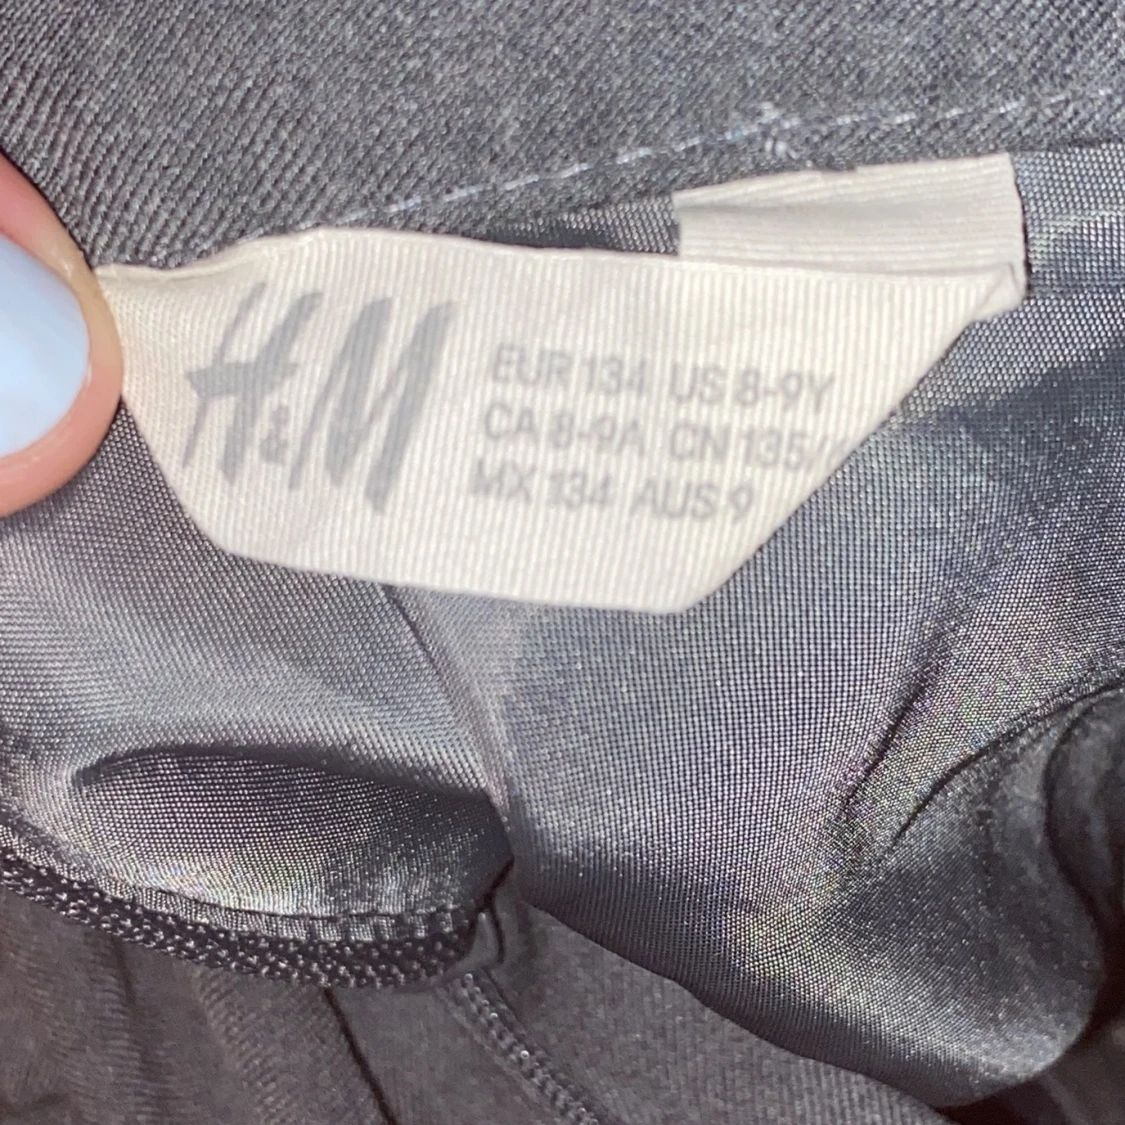 H&M
EUR 134 US 8-9Y
CA 8-9A CN 135/
MX 134 AUS 9